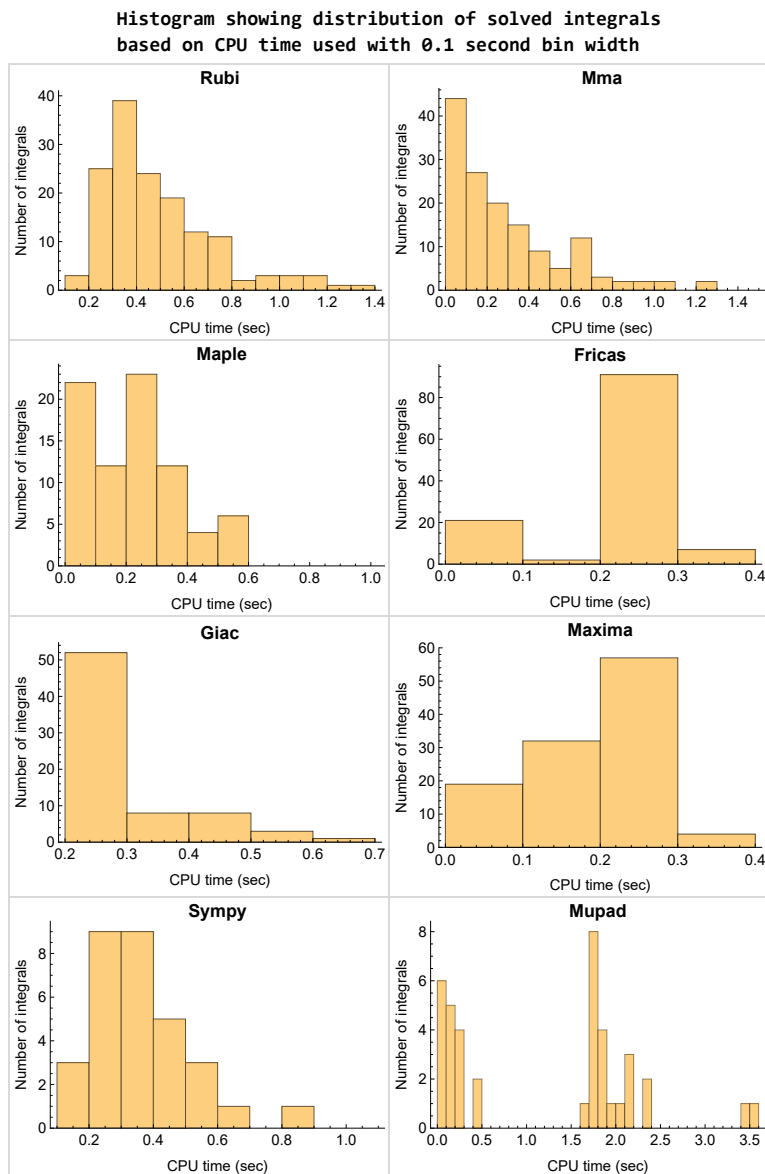 Histogram showing distribution of solved integrals
based on CPU time used with 0.1 second bin width
Rubi
Number of integrals
40
30
20
10
0
0.2 0.4 0.6 0.8 1.0 1.2 1.4
CPU time (sec)
Mma
Number of integrals
40
30
20
10
0
0.0 0.2 0.4 0.6 0.8 1.0 1.2 1.4
CPU time (sec)
Maple
Number of integrals
20
15
10
5
0
0.0 0.2 0.4 0.6 0.8 1.0
CPU time (sec)
Fricas
Number of integrals
80
60
40
20
0
0.0 0.1 0.2 0.3 0.4
CPU time (sec)
Giac
Number of integrals
50
40
30
20
10
0
0.2 0.3 0.4 0.5 0.6 0.7
CPU time (sec)
Maxima
Number of integrals
60
50
40
30
20
10
0
0.0 0.1 0.2 0.3 0.4
CPU time (sec)
Sympy
Number of integrals
8
6
4
2
0
0.2 0.4 0.6 0.8 1.0
CPU time (sec)
Mupad
Number of integrals
8
6
4
2
0
0.0 0.5 1.0 1.5 2.0 2.5 3.0 3.5
CPU time (sec)